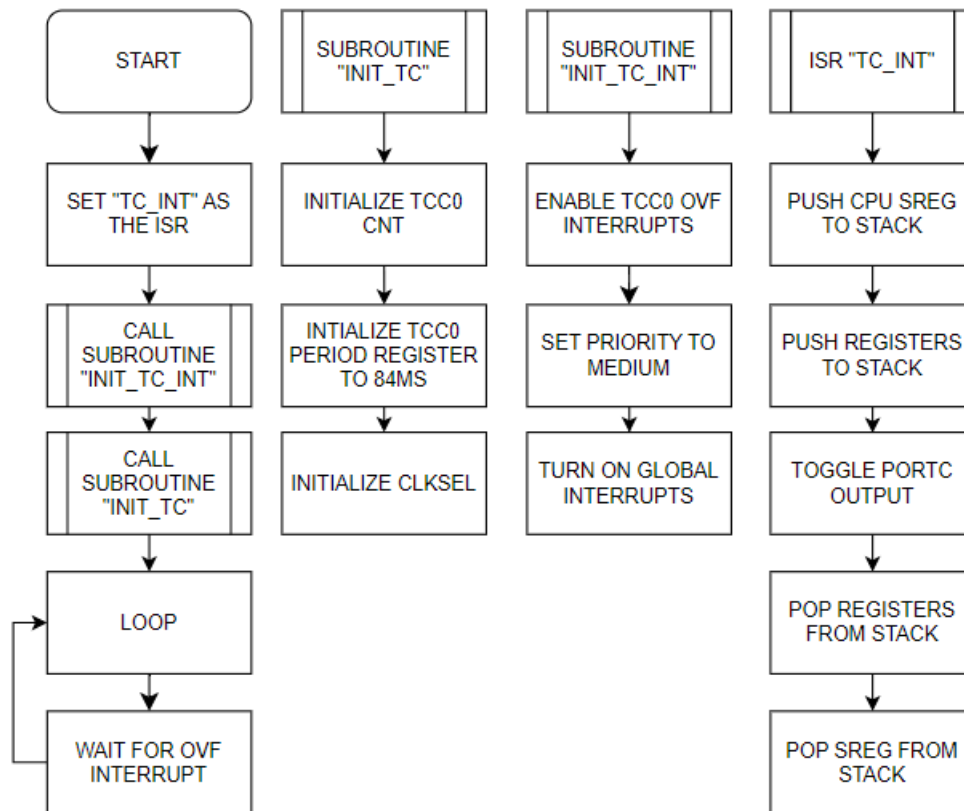 START
SET "TC_INT" AS
THE ISR
CALL
SUBROUTINE
"INIT_TC_INT"
CALL
SUBROUTINE
"INIT_TC"
LOOP
WAIT FOR OVF
INTERRUPT
SUBROUTINE
"INIT_TC"
INITIALIZE TCC0
CNT
INTIALIZE TCC0
PERIOD REGISTER
TO 84MS
INITIALIZE CLKSEL
SUBROUTINE
"INIT_TC_INT"
ENABLE TCC0 OVF
INTERRUPTS
SET PRIORITY TO
MEDIUM
TURN ON GLOBAL
INTERRUPTS
ISR "TC_INT"
PUSH CPU SREG
TO STACK
PUSH REGISTERS
TO STACK
TOGGLE PORTC
OUTPUT
POP REGISTERS
FROM STACK
POP SREG FROM
STACK